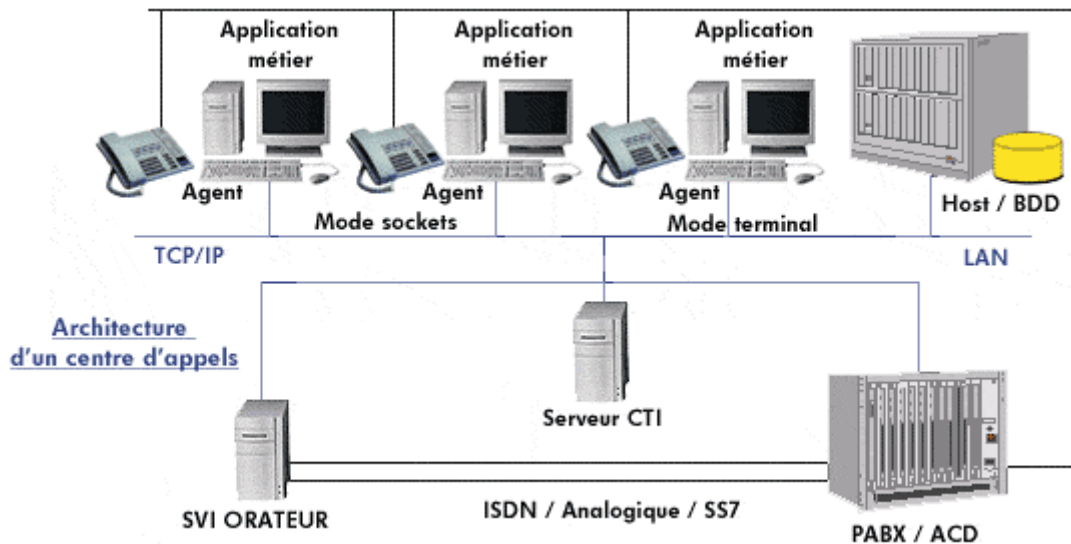 Application
métier
Application
métier
Application
métier
Agent
Agent
Agent
Host / BDD
Mode sockets
Mode terminal
TCP/IP
LAN
Architecture
d'un centre d'appels
Serveur CTI
SVI ORATEUR
ISDN / Analogique / SS7
PABX / ACD